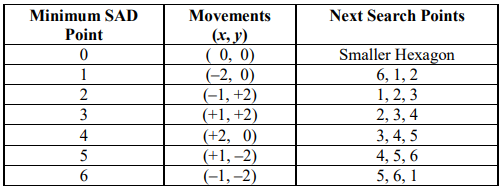 Minimum SAD Point Movements (x, y) Next Search Points
0 ( 0, 0) Smaller Hexagon
1 (–2, 0) 6, 1, 2
2 (–1, +2) 1, 2, 3
3 (+1, +2) 2, 3, 4
4 (+2, 0) 3, 4, 5
5 (+1, –2) 4, 5, 6
6 (–1, –2) 5, 6, 1